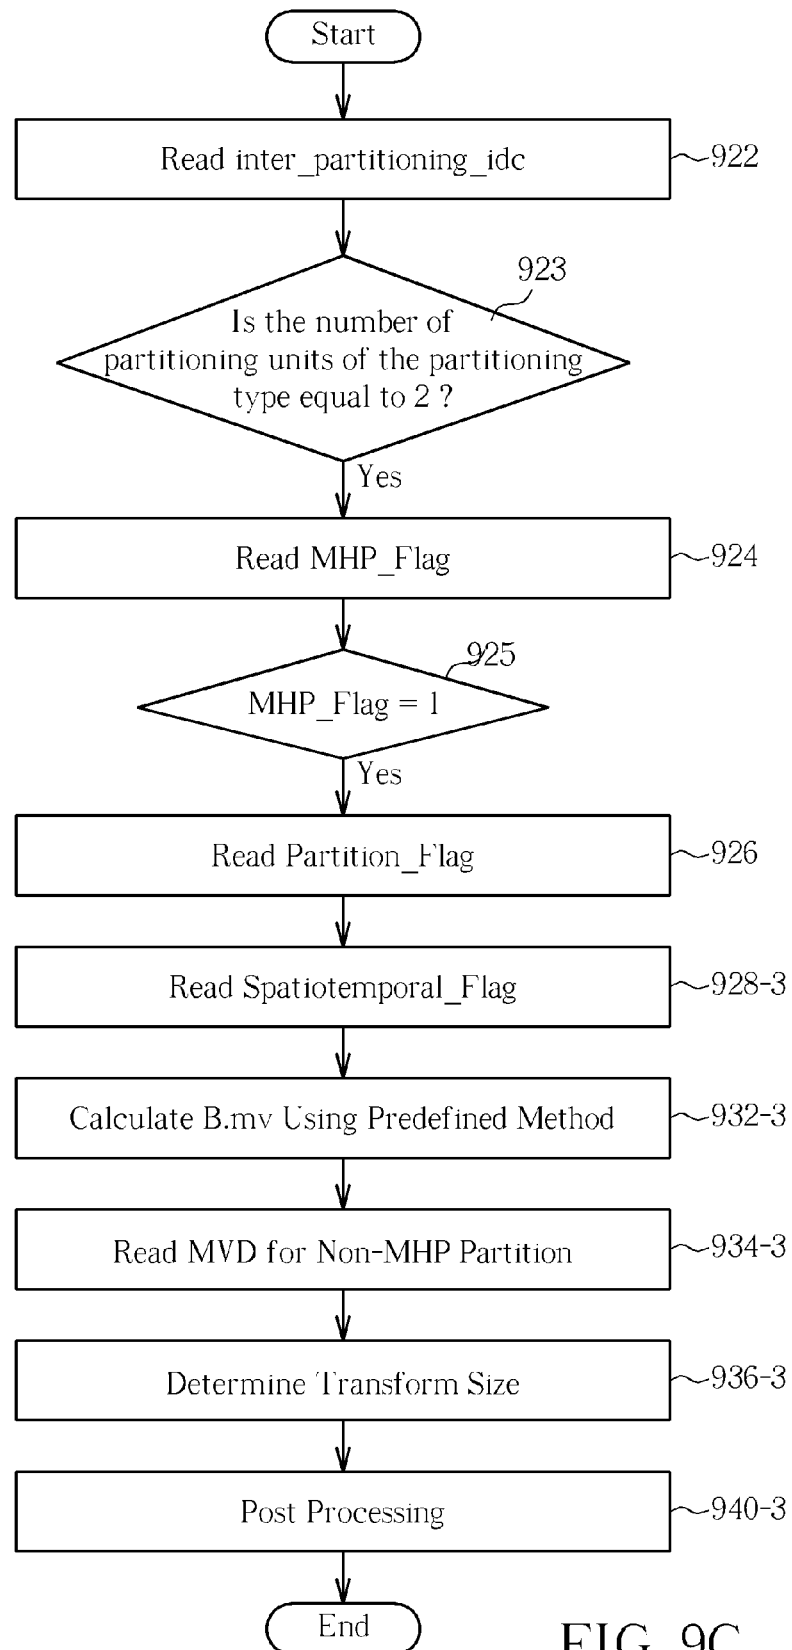 Start
Read inter_partitioning_idc
922
923
Is the number of
partitioning units of the partitioning
type equal to 2 ?
Yes
Read MHP_Flag
924
925
MHP_Flag = 1
Yes
Read Partition_Flag
926
Read Spatiotemporal_Flag
928-3
Calculate B.mv Using Predefined Method
932-3
Read MVD for Non-MHP Partition
934-3
Determine Transform Size
936-3
Post Processing
940-3
End
FIG. 9C